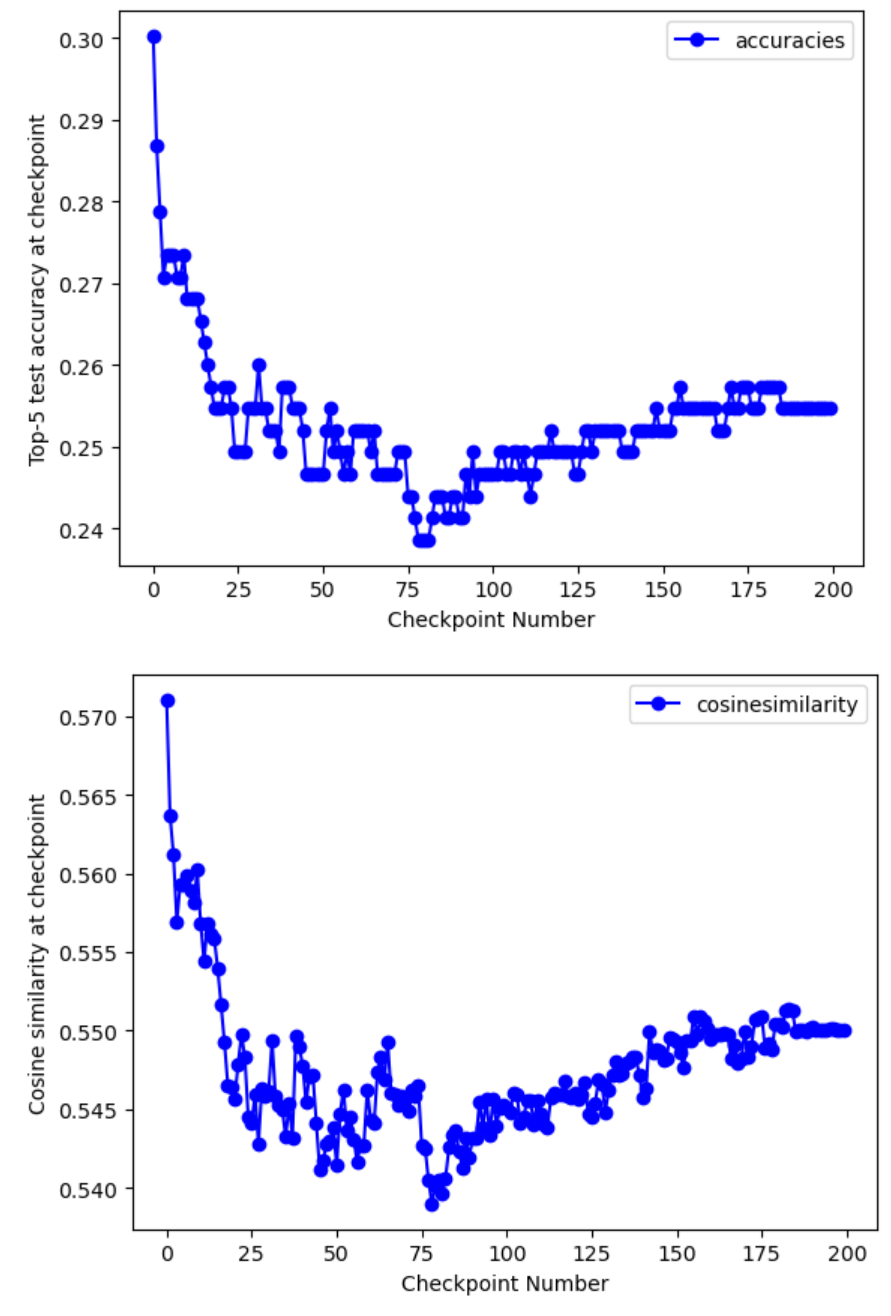 0.30
0.29
0.28
0.27
0.26
0.25
0.24
Top-5 test accuracy at checkpoint
accuracies
0 25 50 75 100 125 150 175 200
Checkpoint Number
0.570
0.565
0.560
0.555
0.550
0.545
0.540
Cosine similarity at checkpoint
cosinesimilarity
0 25 50 75 100 125 150 175 200
Checkpoint Number